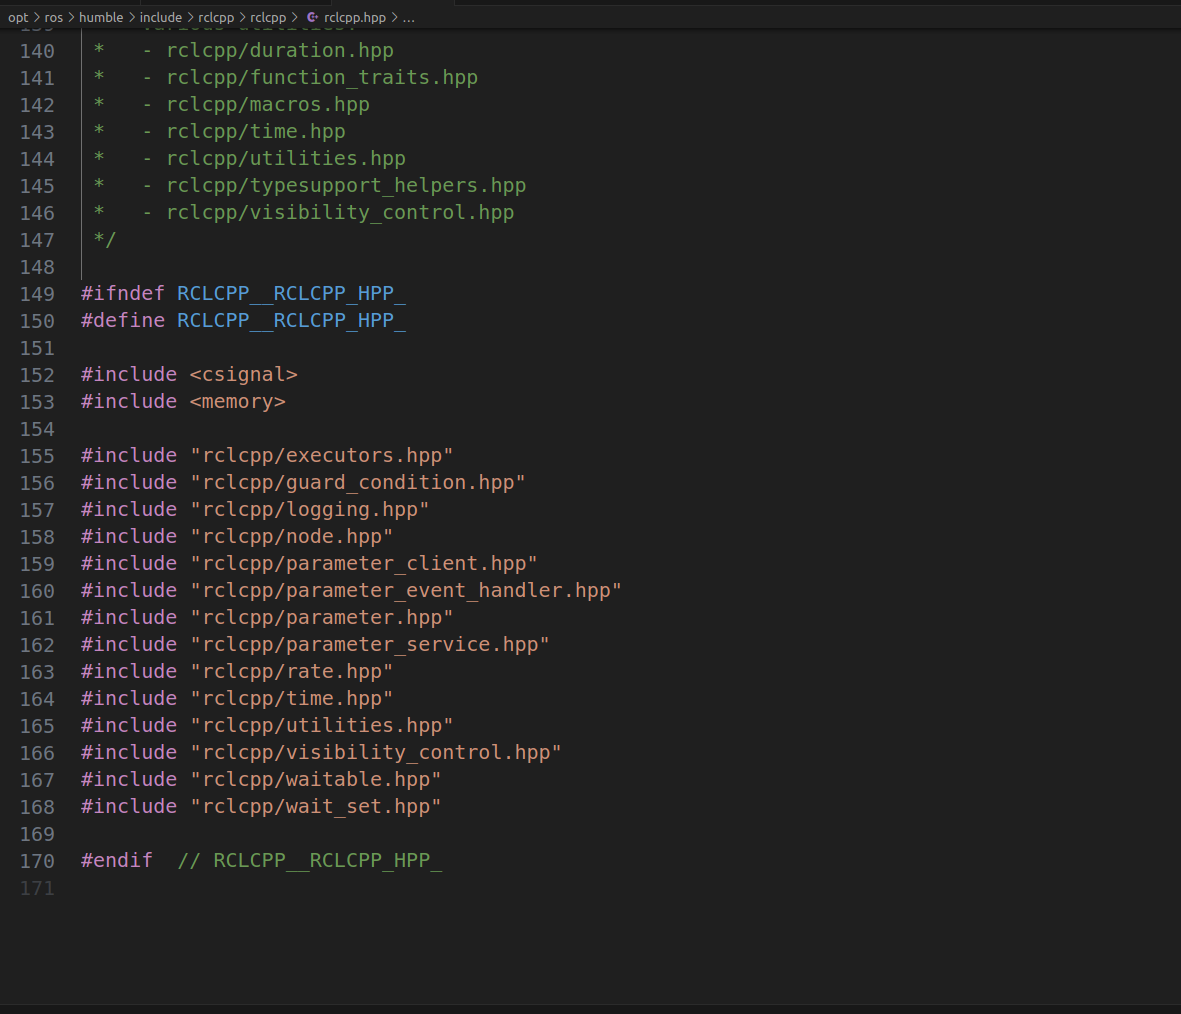 opt > ros > humble > include > rclcpp > rclcpp > rclcpp.hpp > ...
140 *   - rclcpp/duration.hpp
141 *   - rclcpp/function_traits.hpp
142 *   - rclcpp/macros.hpp
143 *   - rclcpp/time.hpp
144 *   - rclcpp/utilities.hpp
145 *   - rclcpp/typesupport_helpers.hpp
146 *   - rclcpp/visibility_control.hpp
147 */
148
149 #ifndef RCLCPP__RCLCPP_HPP_
150 #define RCLCPP__RCLCPP_HPP_
151
152 #include <csignal>
153 #include <memory>
154
155 #include "rclcpp/executors.hpp"
156 #include "rclcpp/guard_condition.hpp"
157 #include "rclcpp/logging.hpp"
158 #include "rclcpp/node.hpp"
159 #include "rclcpp/parameter_client.hpp"
160 #include "rclcpp/parameter_event_handler.hpp"
161 #include "rclcpp/parameter.hpp"
162 #include "rclcpp/parameter_service.hpp"
163 #include "rclcpp/rate.hpp"
164 #include "rclcpp/time.hpp"
165 #include "rclcpp/utilities.hpp"
166 #include "rclcpp/visibility_control.hpp"
167 #include "rclcpp/waitable.hpp"
168 #include "rclcpp/wait_set.hpp"
169
170 #endif  // RCLCPP__RCLCPP_HPP_
171